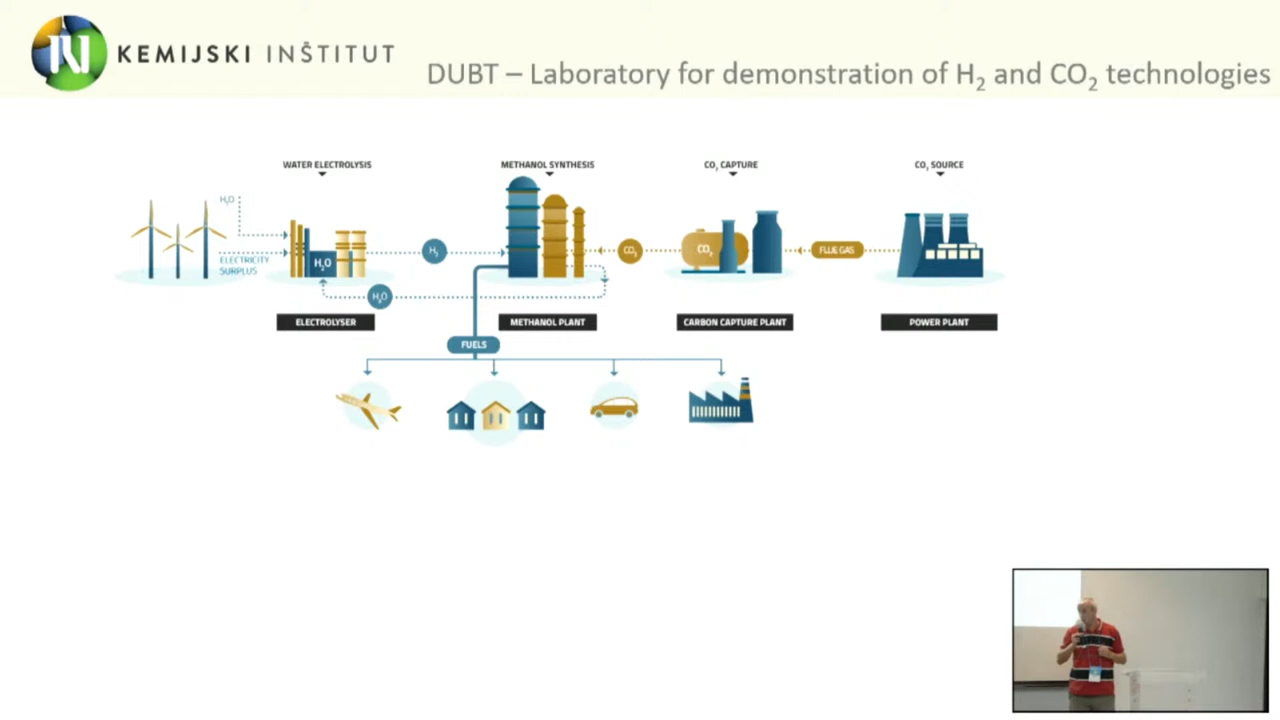 KEMIJSKI INŠTITUT
DUBT – Laboratory for demonstration of H₂ and CO₂ technologies
WATER ELECTROLYSIS
METHANOL SYNTHESIS
CO₂ CAPTURE
CO₂ SOURCE
H₂O
ELECTRICITY
SURPLUS
H₂O
H₂
CO₂
CO₂
FLUE GAS
H₂O
ELECTROLYSER
METHANOL PLANT
CARBON CAPTURE PLANT
POWER PLANT
FUELS